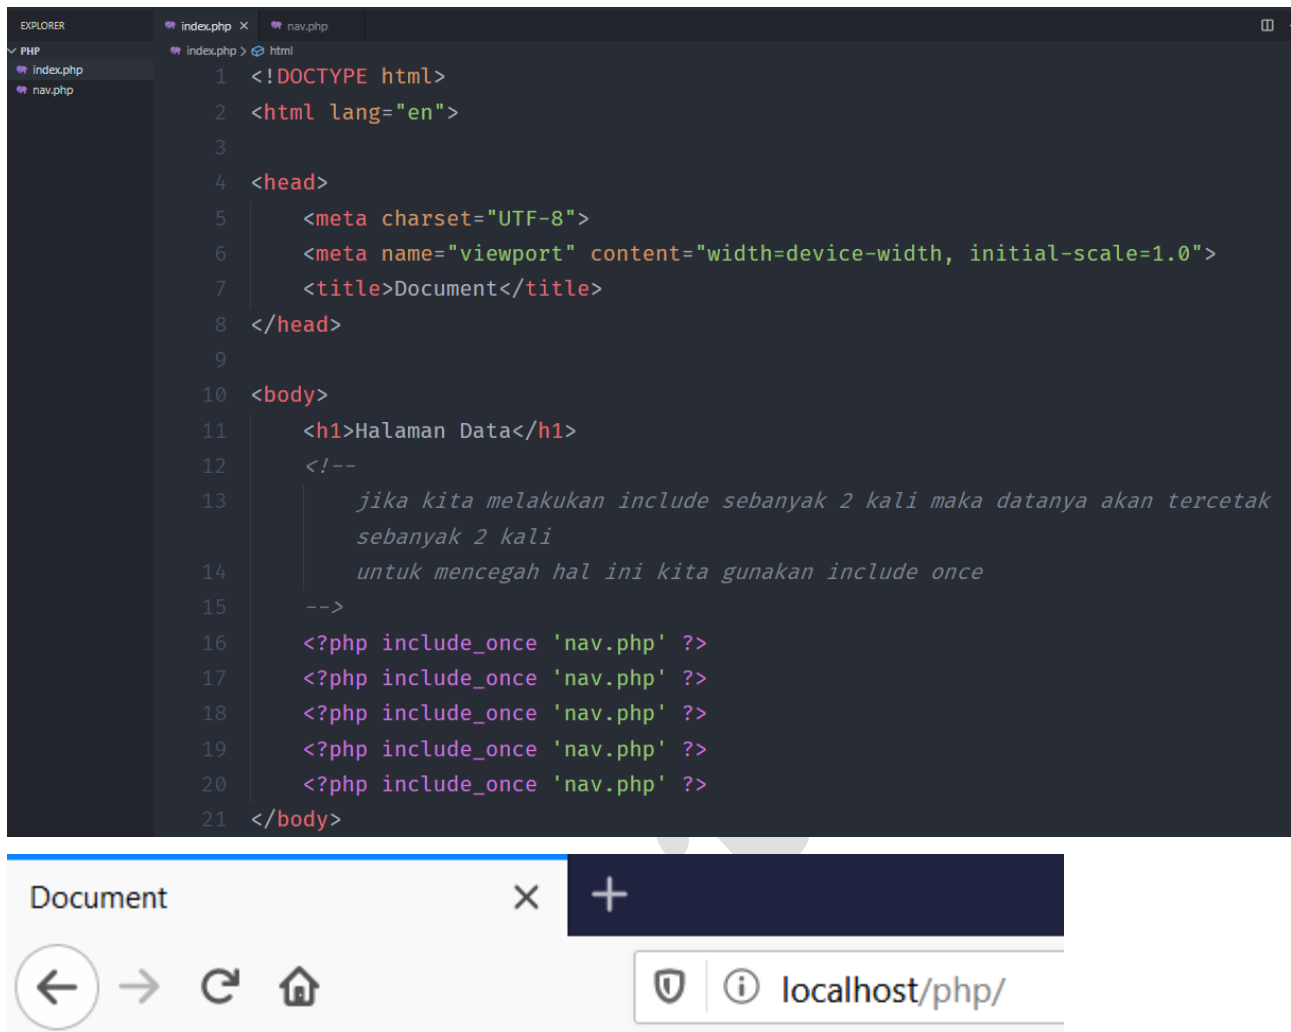 EXPLORER
index.php
nav.php
PHP
index.php > html
index.php
nav.php
1 <!DOCTYPE html>
2 <html lang="en">
3
4 <head>
5 <meta charset="UTF-8">
6 <meta name="viewport" content="width=device-width, initial-scale=1.0">
7 <title>Document</title>
8 </head>
9
10 <body>
11 <h1>Halaman Data</h1>
12 <!--
13 jika kita melakukan include sebanyak 2 kali maka datanya akan tercetak
sebanyak 2 kali
14 untuk mencegah hal ini kita gunakan include once
15 -->
16 <?php include_once 'nav.php' ?>
17 <?php include_once 'nav.php' ?>
18 <?php include_once 'nav.php' ?>
19 <?php include_once 'nav.php' ?>
20 <?php include_once 'nav.php' ?>
21 </body>
Document
localhost/php/